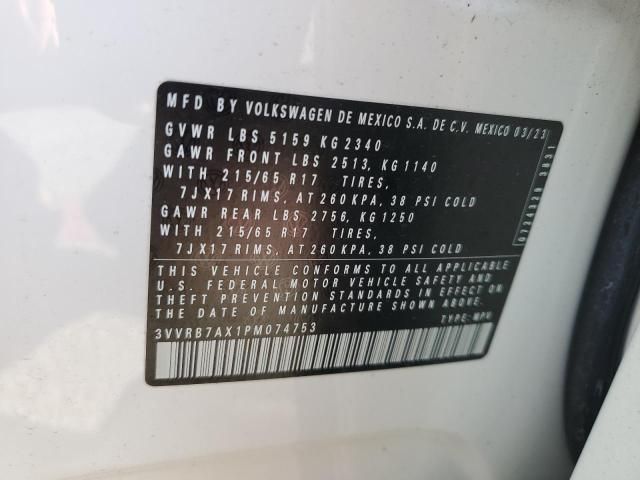 MFD BY VOLKSWAGEN DE MEXICO S.A. DE C.V. MEXICO 03/23
GVWR LBS 5159 KG 2340
GAWR FRONT LBS 2513, KG 1140
WITH 215/65 R17 TIRES,
7JX17 RIMS, AT 260 KPA, 38 PSI COLD
GAWR REAR LBS 2756, KG 1250
WITH 215/65 R17 TIRES,
7JX17 RIMS, AT 260 KPA, 38 PSI COLD
THIS VEHICLE CONFORMS TO ALL APPLICABLE
U.S. FEDERAL MOTOR VEHICLE SAFETY AND
THEFT PREVENTION STANDARDS IN EFFECT ON
THE DATE OF MANUFACTURE SHOWN ABOVE.
3VVRB7AX1PM074753 TYPE: MPV
0724328 3831